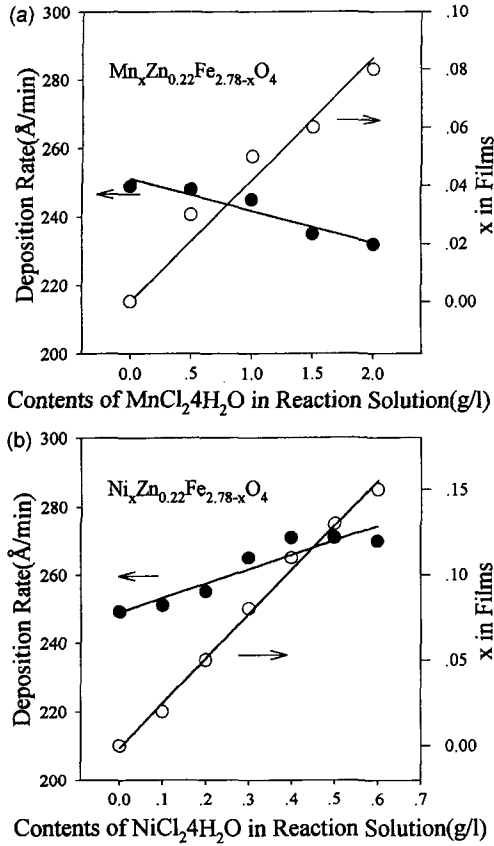 (a)
300
280
260
240
220
200
Deposition Rate(Å/min)
MnxZn0.22Fe2.78-xO4
.10
.08
.06
.04
.02
0.00
x in Films
0.0 .5 1.0 1.5 2.0
Contents of MnCl24H2O in Reaction Solution(g/l)
(b)
300
280
260
240
220
200
Deposition Rate(Å/min)
NixZn0.22Fe2.78-xO4
.15
.10
.05
0.00
x in Films
0.0 .1 .2 .3 .4 .5 .6 .7
Contents of NiCl24H2O in Reaction Solution(g/l)